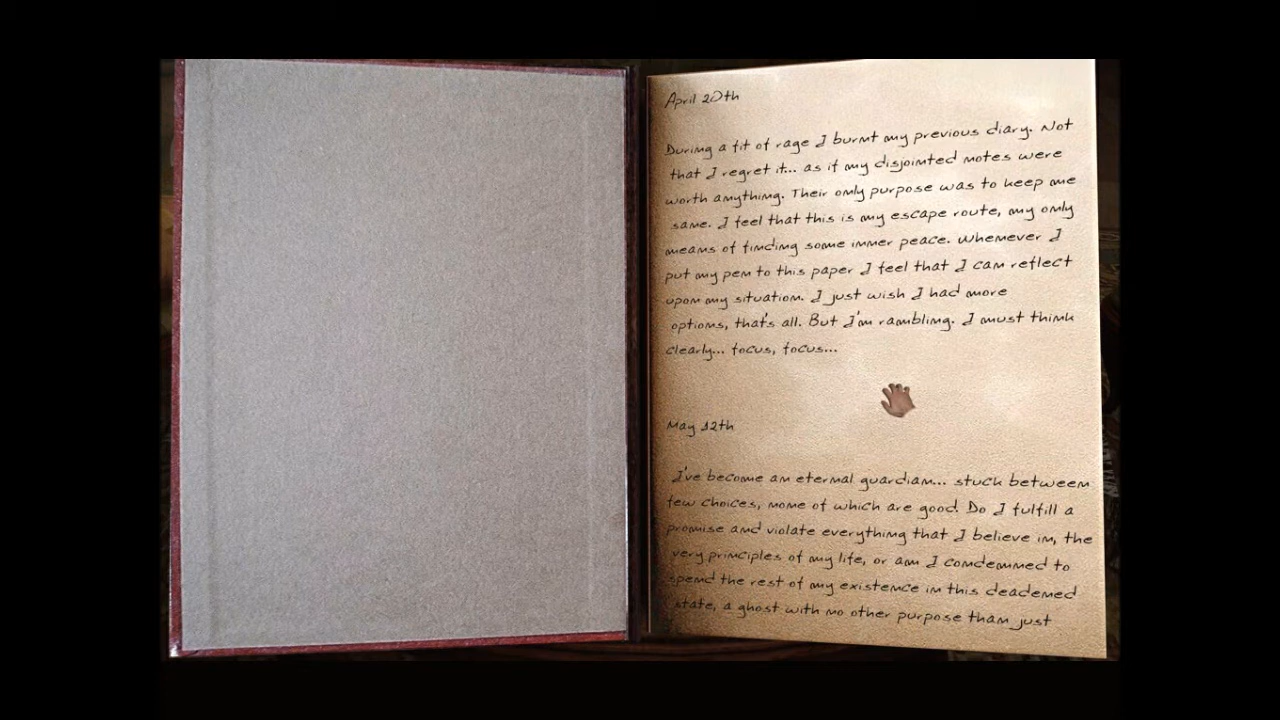 April 20th
During a fit of rage I burnt my previous diary. Not
that I regret it... as if my disjointed notes were
worth anything. Their only purpose was to keep me
sane. I feel that this is my escape route, my only
means of finding some inner peace. Whenever I
put my pen to this paper I feel that I can reflect
upon my situation. I just wish I had more
options, that's all. But I'm rambling. I must think
clearly... focus, focus...
May 12th
I've become an eternal guardian... stuck between
few choices, none of which are good. Do I fulfill a
promise and violate everything that I believe in, the
very principles of my life, or am I condemned to
spend the rest of my existence in this deadened
state, a ghost with no other purpose than just